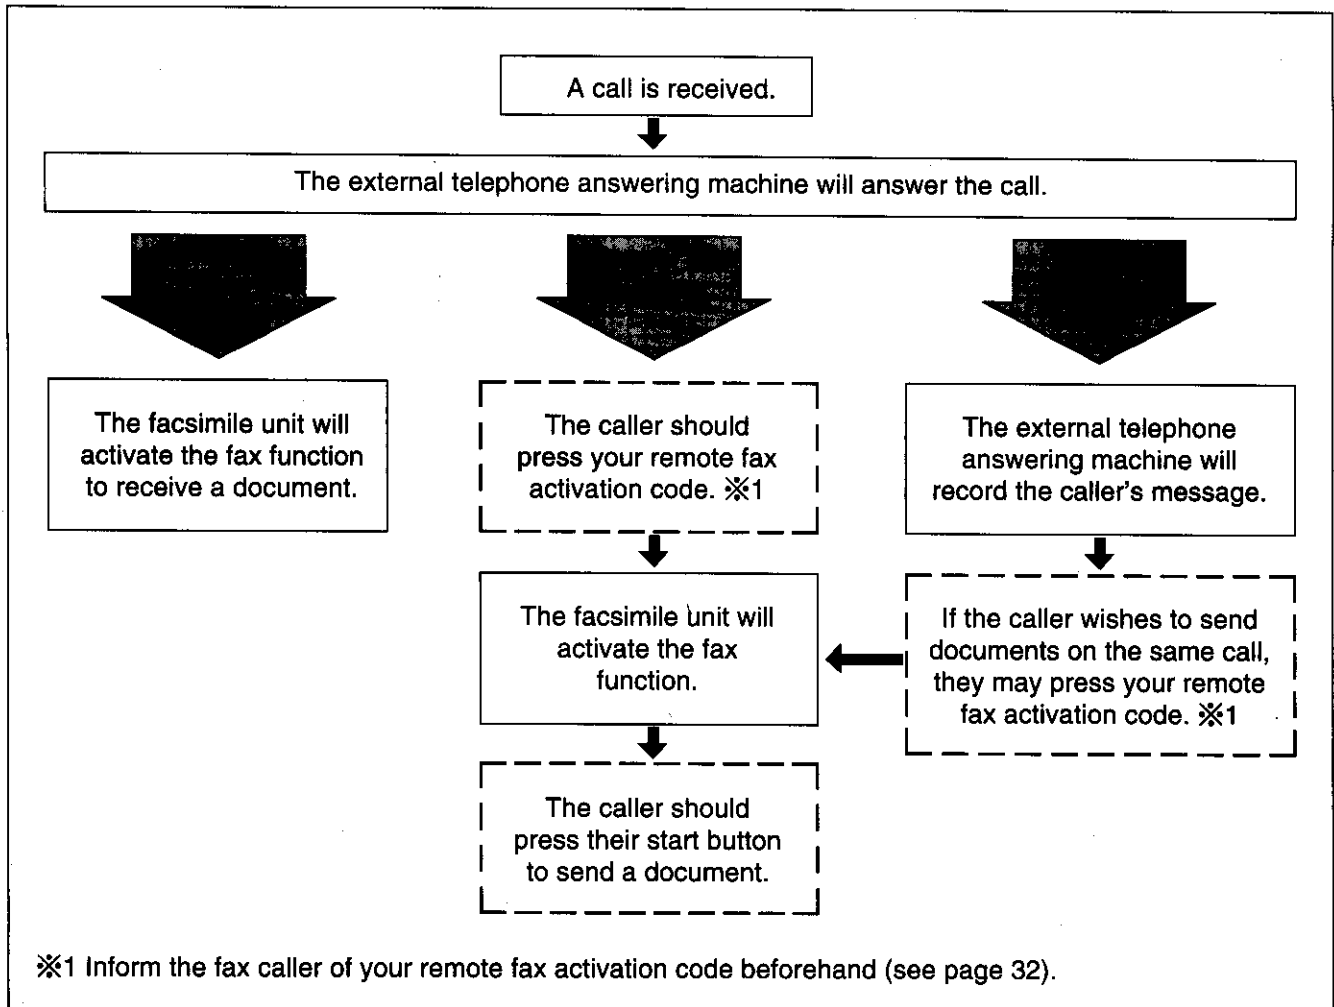 A call is received.
The external telephone answering machine will answer the call.
The facsimile unit will
activate the fax function
to receive a document.
The caller should
press your remote fax
activation code. ※1
The external telephone
answering machine will
record the caller's message.
The facsimile unit will
activate the fax
function.
If the caller wishes to send
documents on the same call,
they may press your remote
fax activation code. ※1
The caller should
press their start button
to send a document.
※1 Inform the fax caller of your remote fax activation code beforehand (see page 32).